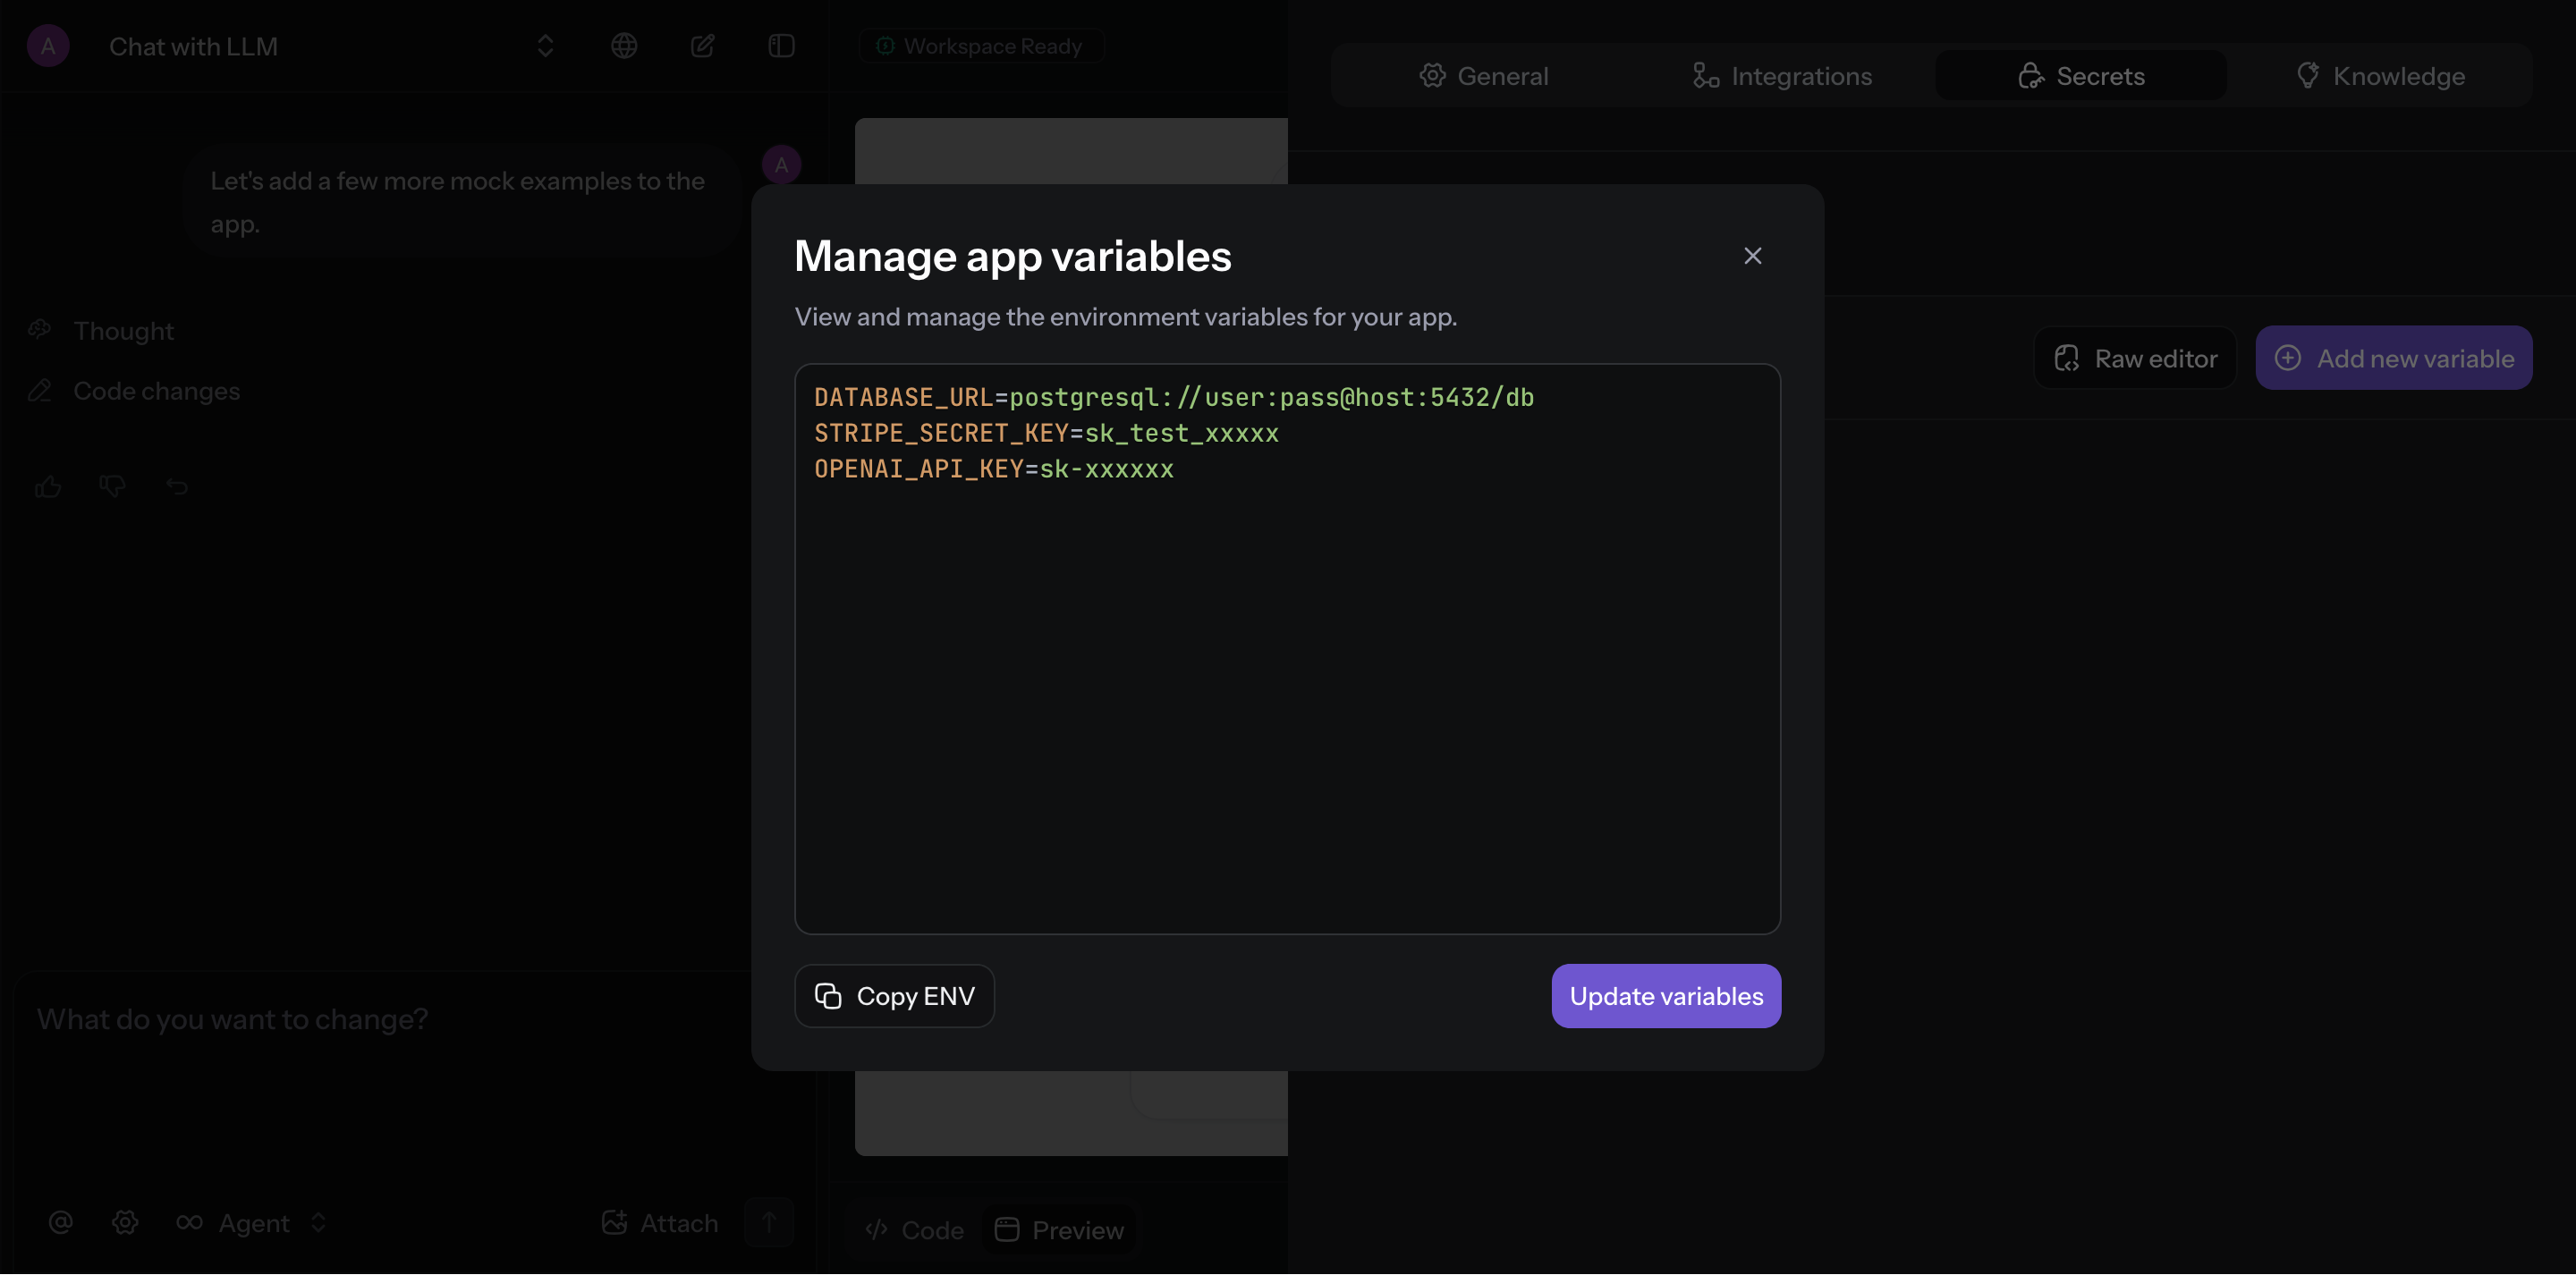 A
Chat with LLM
Workspace Ready
General
Integrations
Secrets
Knowledge
A
Let's add a few more mock examples to the
app.
Thought
Code changes
Raw editor
Add new variable
Manage app variables
View and manage the environment variables for your app.
DATABASE_URL=postgresql://user:pass@host:5432/db
STRIPE_SECRET_KEY=sk_test_xxxxx
OPENAI_API_KEY=sk-xxxxxx
Copy ENV
Update variables
What do you want to change?
Agent
Attach
Code
Preview